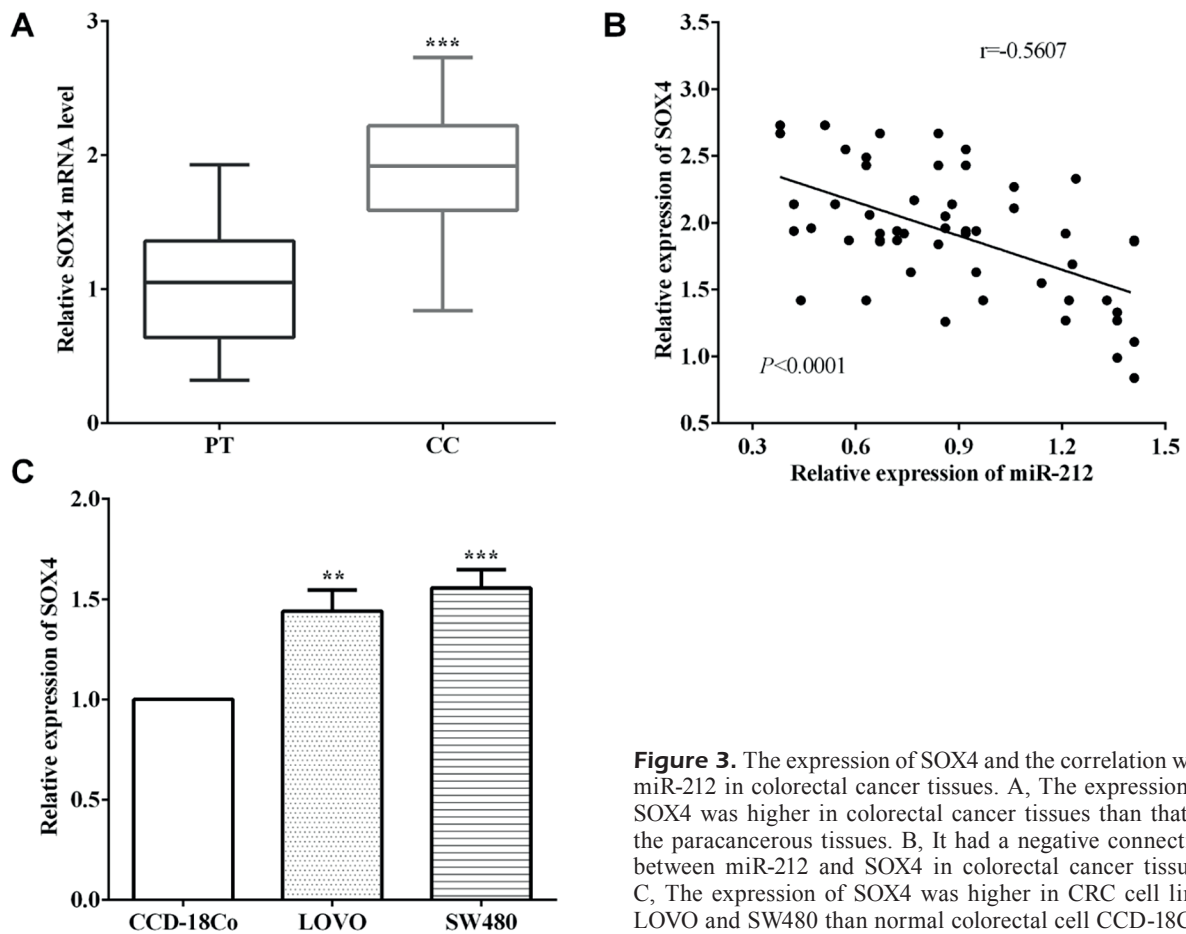 A
Relative SOX4 mRNA level
3
2
1
0
***
PT
CC
B
Relative expression of SOX4
3.5
3.0
2.5
2.0
1.5
1.0
0.5
r=-0.5607
P<0.0001
0.3
0.6
0.9
1.2
1.5
Relative expression of miR-212
C
Relative expression of SOX4
2.0
1.5
1.0
0.5
0.0
**
***
CCD-18Co
LOVO
SW480
Figure 3. The expression of SOX4 and the correlation
miR-212 in colorectal cancer tissues. A, The expression
SOX4 was higher in colorectal cancer tissues than that
the paracancerous tissues. B, It had a negative
between miR-212 and SOX4 in colorectal cancer
C, The expression of SOX4 was higher in CRC cell
LOVO and SW480 than normal colorectal cell